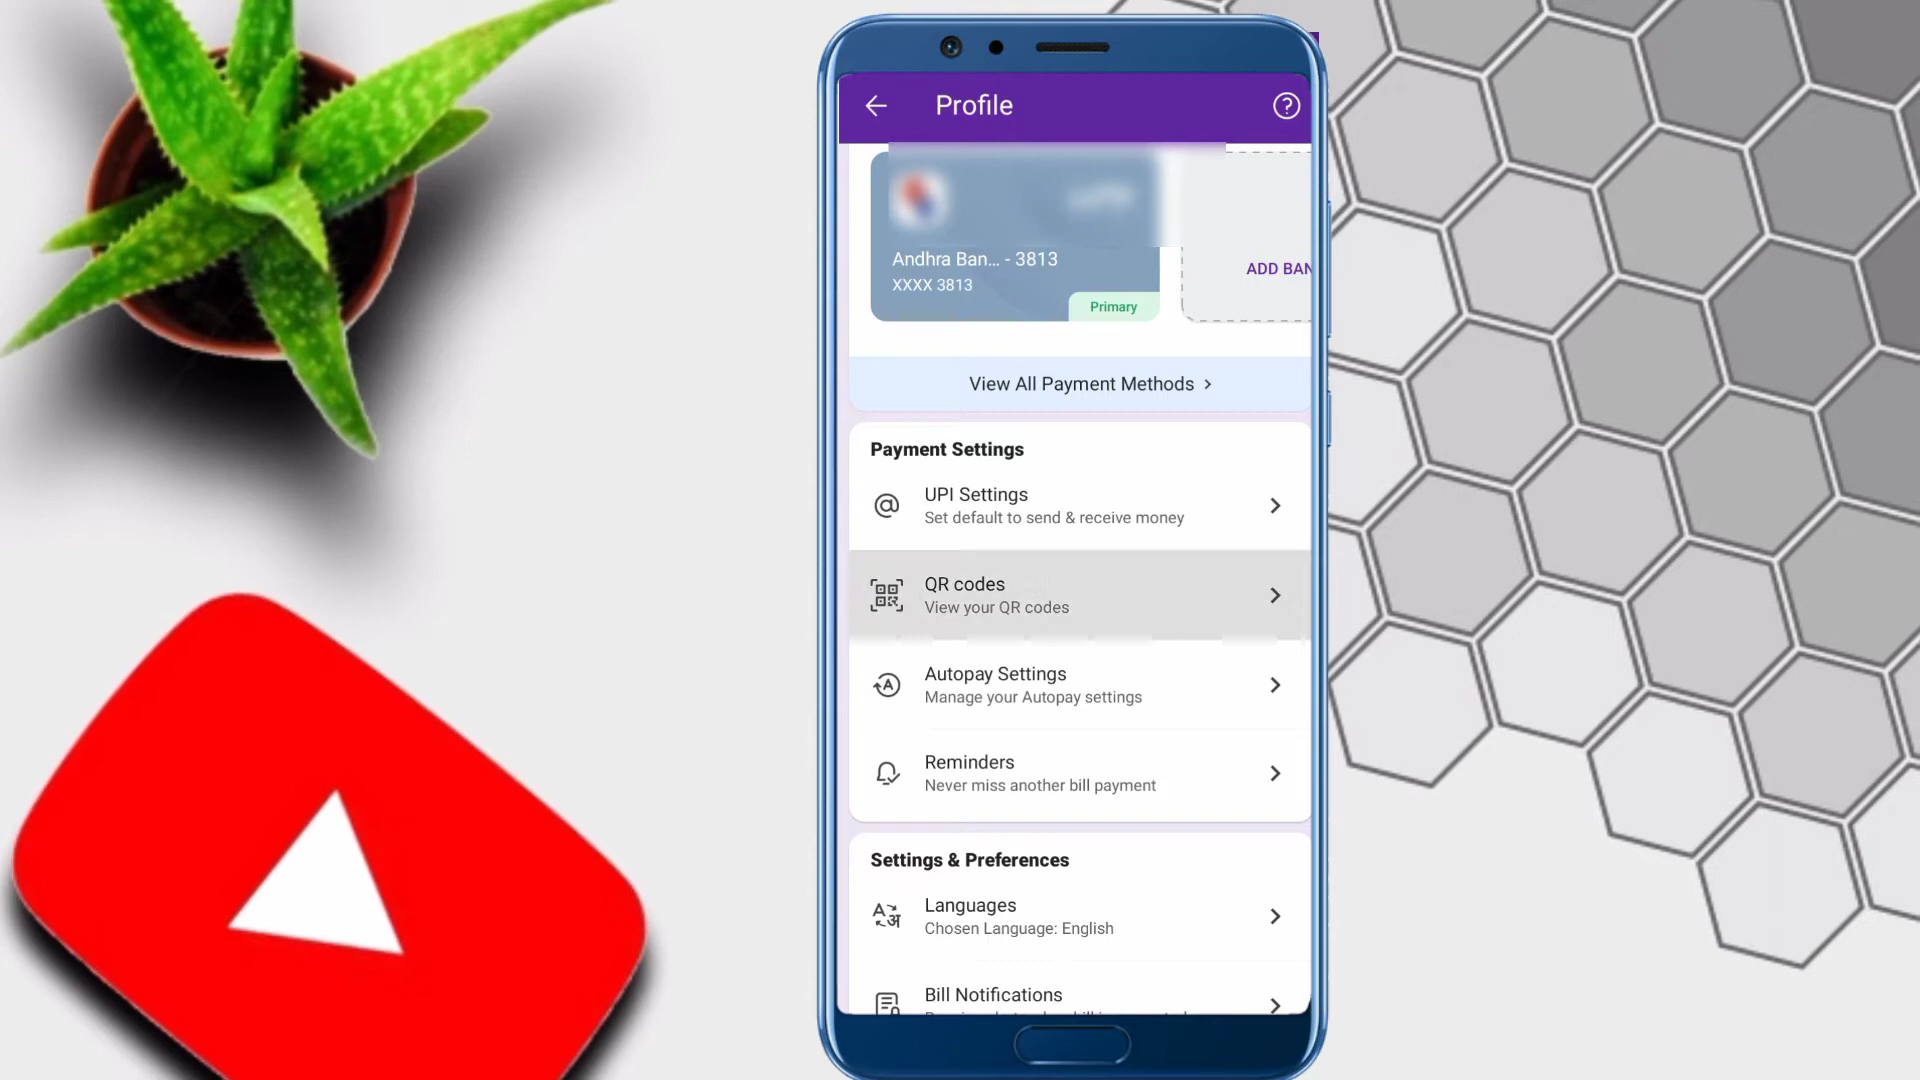 Profile
Andhra Ban... - 3813
XXXX 3813
Primary
ADD BAN
View All Payment Methods
Payment Settings
UPI Settings
Set default to send & receive money
QR codes
View your QR codes
Autopay Settings
Manage your Autopay settings
Reminders
Never miss another bill payment
Settings & Preferences
Languages
Chosen Language: English
Bill Notifications